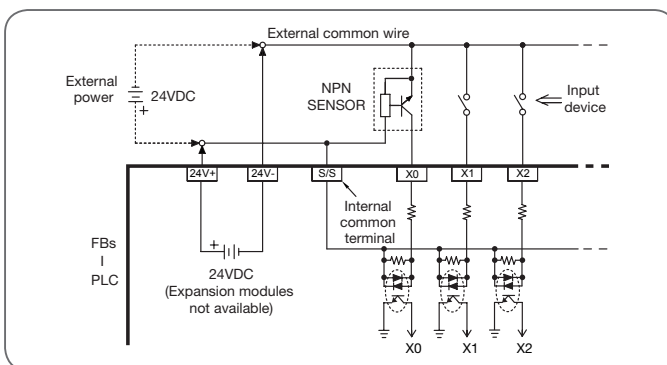 External common wire
External
power
24VDC
+
NPN
SENSOR
Input
device
24V+
24V-
S/S
X0
X1
X2
Internal
common
terminal
FBs
I
PLC
+
24VDC
(Expansion modules
not available)
X0
X1
X2